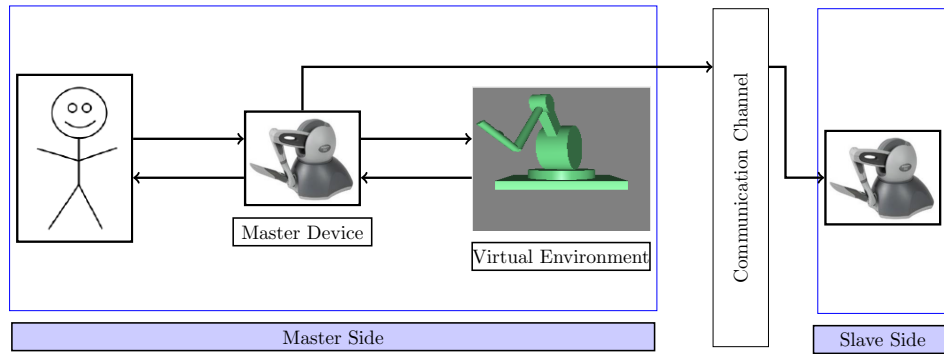 Master Device
Virtual Environment
Master Side
Communication Channel
Slave Side